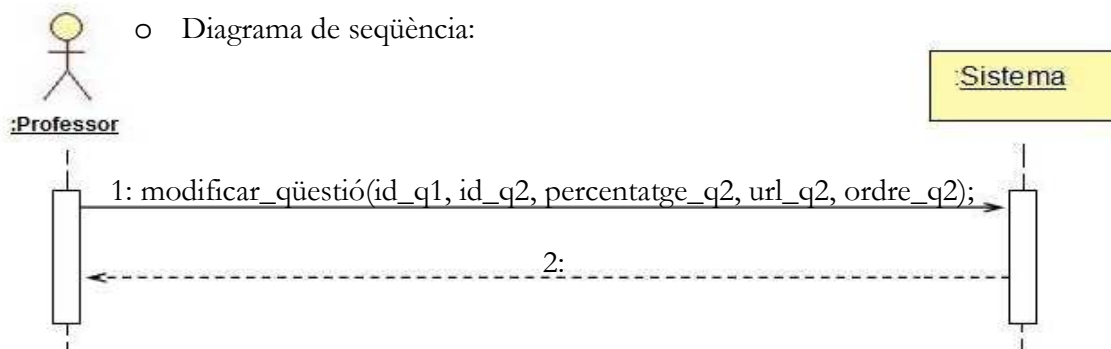 o Diagrama de seqüència:
:Sistema
:Professor
1: modificar_qüestió(id_q1, id_q2, percentatge_q2, url_q2, ordre_q2);
2: